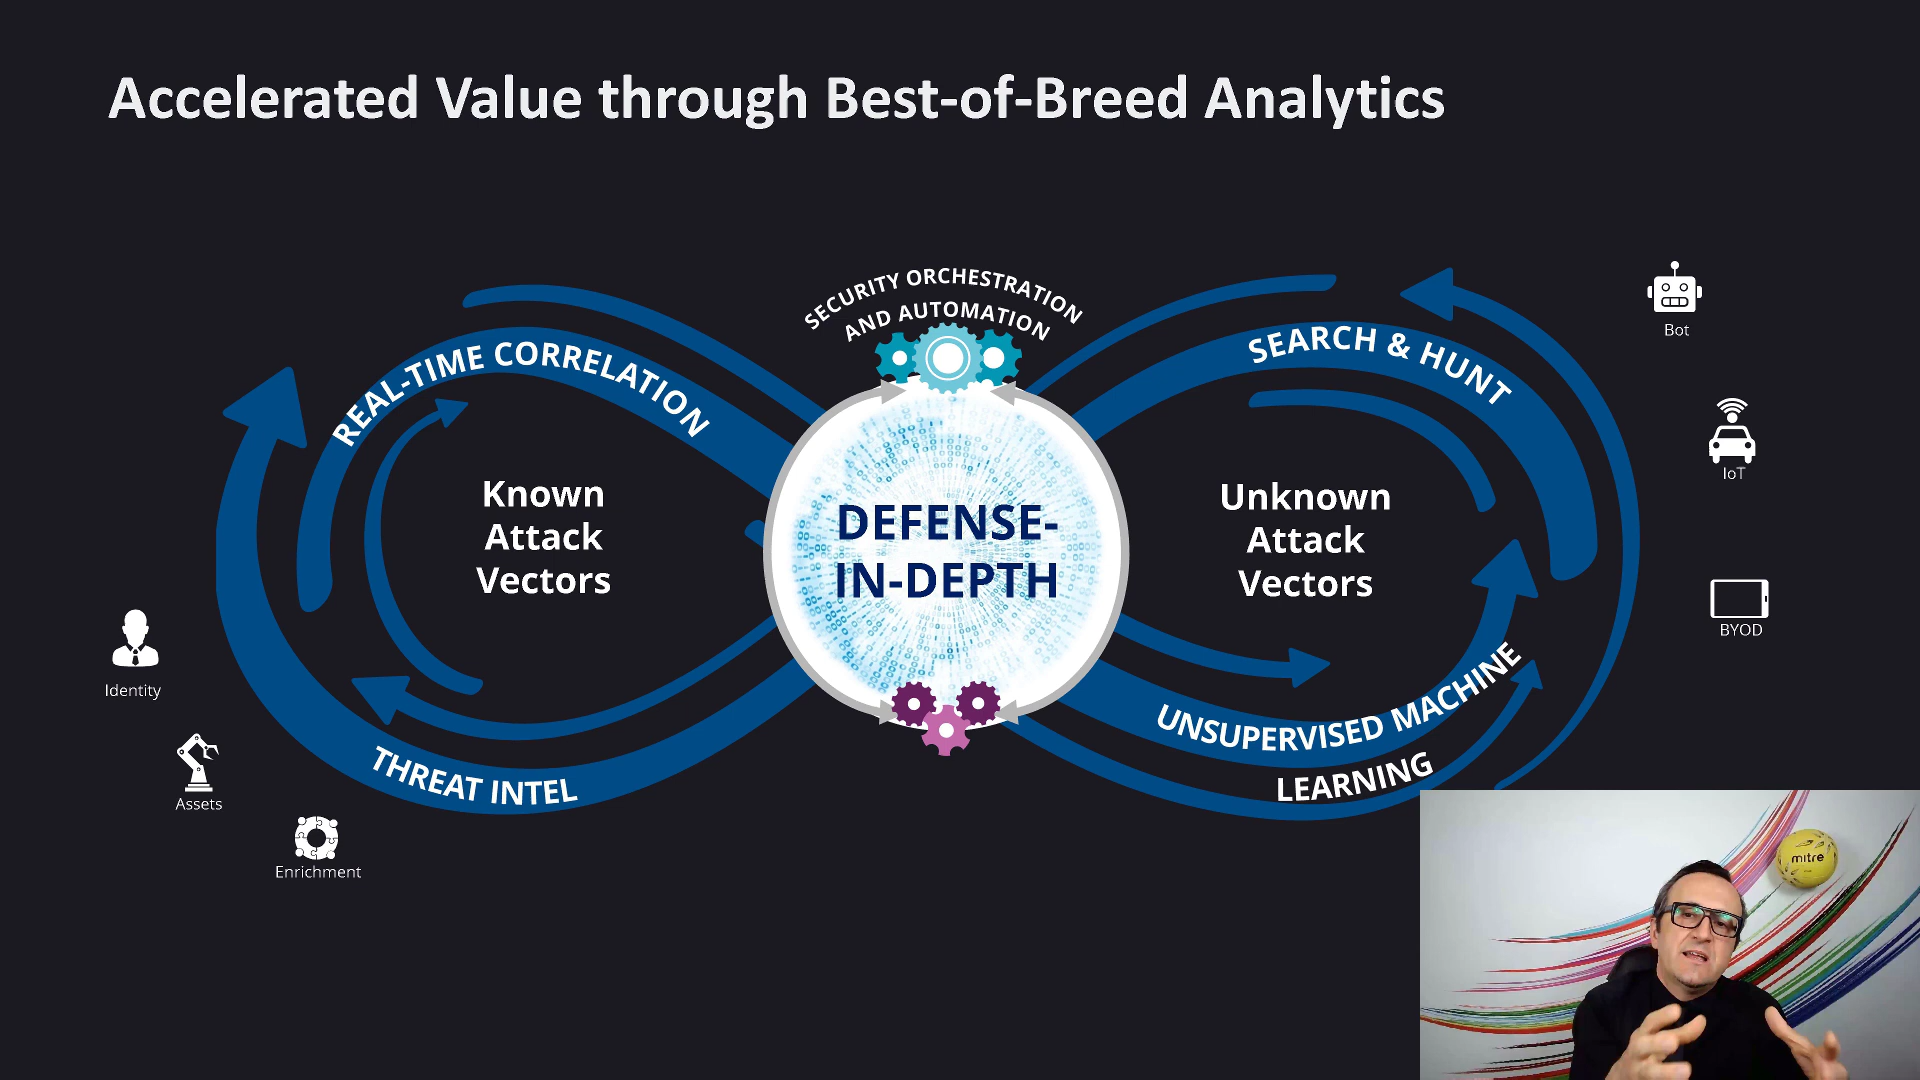 Accelerated Value through Best-of-Breed Analytics
SECURITY ORCHESTRATION
AND AUTOMATION
REAL-TIME CORRELATION
SEARCH & HUNT
Known
Attack
Vectors
DEFENSE-
IN-DEPTH
Unknown
Attack
Vectors
THREAT INTEL
UNSUPERVISED MACHINE
LEARNING
Identity
Assets
Enrichment
Bot
IoT
BYOD
mitre